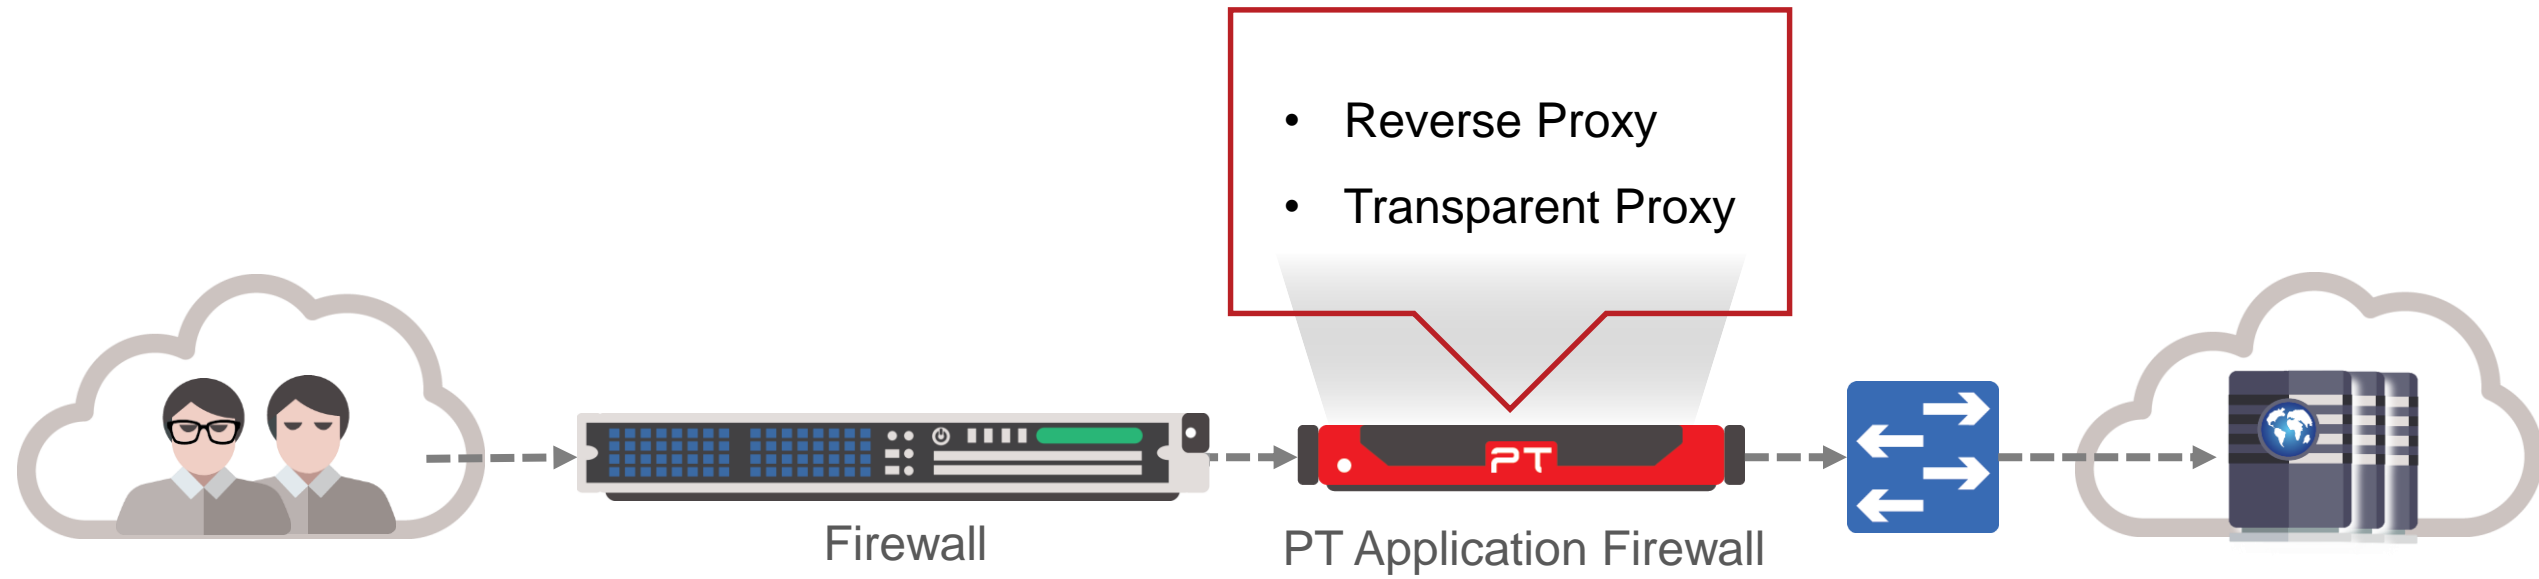 • Reverse Proxy
• Transparent Proxy
PT
Firewall
PT Application Firewall